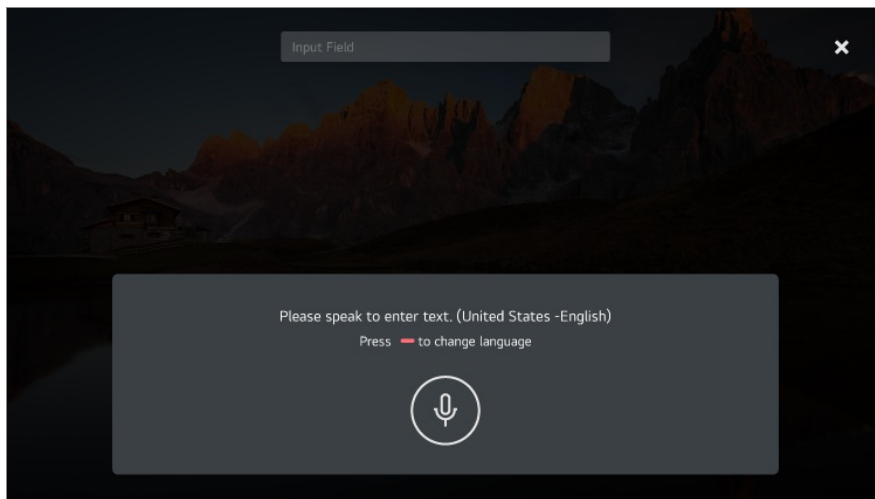 Input Field
Please speak to enter text. (United States -English)
Press to change language